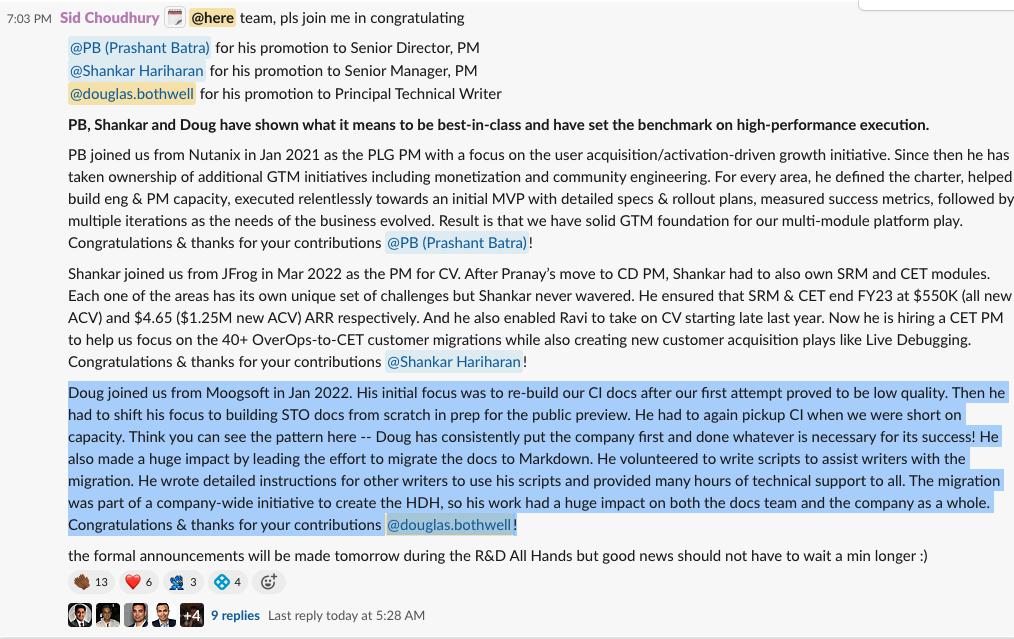 7:03 PM Sid Choudhury @here team, pls join me in congratulating
@PB (Prashant Batra) for his promotion to Senior Director, PM
@Shankar Hariharan for his promotion to Senior Manager, PM
@douglas.bothwell for his promotion to Principal Technical Writer
PB, Shankar and Doug have shown what it means to be best-in-class and have set the benchmark on high-performance execution.
PB joined us from Nutanix in Jan 2021 as the PLG PM with a focus on the user acquisition/activation-driven growth initiative. Since then he has
taken ownership of additional GTM initiatives including monetization and community engineering. For every area, he defined the charter, helped
build eng & PM capacity, executed relentlessly towards an initial MVP with detailed specs & rollout plans, measured success metrics, followed by
multiple iterations as the needs of the business evolved. Result is that we have solid GTM foundation for our multi-module platform play.
Congratulations & thanks for your contributions @PB (Prashant Batra)!
Shankar joined us from JFrog in Mar 2022 as the PM for CV. After Pranay's move to CD PM, Shankar had to also own SRM and CET modules.
Each one of the areas has its own unique set of challenges but Shankar never wavered. He ensured that SRM & CET end FY23 at $550K (all new
ACV) and $4.65 ($1.25M new ACV) ARR respectively. And he also enabled Ravi to take on CV starting late last year. Now he is hiring a CET PM
to help us focus on the 40+ OverOps-to-CET customer migrations while also creating new customer acquisition plays like Live Debugging.
Congratulations & thanks for your contributions @Shankar Hariharan!
Doug joined us from Moogsoft in Jan 2022. His initial focus was to re-build our CI docs after our first attempt proved to be low quality. Then he
had to shift his focus to building STO docs from scratch in prep for the public preview. He had to again pickup CI when we were short on
capacity. Think you can see the pattern here -- Doug has consistently put the company first and done whatever is necessary for its success! He
also made a huge impact by leading the effort to migrate the docs to Markdown. He volunteered to write scripts to assist writers with the
migration. He wrote detailed instructions for other writers to use his scripts and provided many hours of technical support to all. The migration
was part of a company-wide initiative to create the HDH, so his work had a huge impact on both the docs team and the company as a whole.
Congratulations & thanks for your contributions @douglas.bothwell!
the formal announcements will be made tomorrow during the R&D All Hands but good news should not have to wait a min longer :)
13 6 3 4
+4 9 replies Last reply today at 5:28 AM